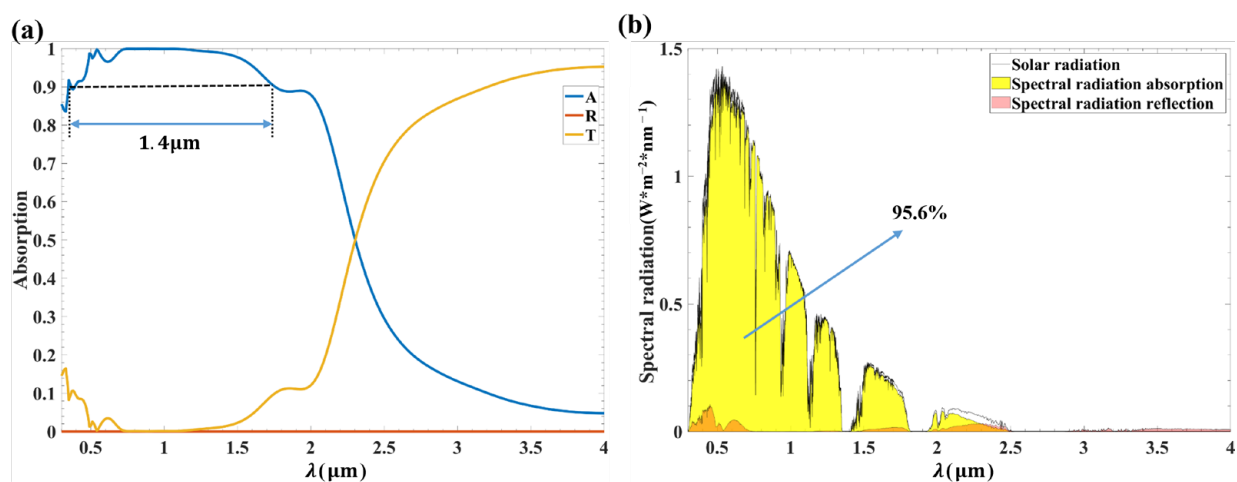 (a)
1
0.9
0.8
0.7
0.6
0.5
0.4
0.3
0.2
0.1
0
Absorption
1.4μm
A
R
T
0.5 1 1.5 2 2.5 3 3.5 4
λ(μm)
(b)
1.5
1
0.5
0
Spectral radiation(W*m⁻²*nm⁻¹)
Solar radiation
Spectral radiation absorption
Spectral radiation reflection
95.6%
0.5 1 1.5 2 2.5 3 3.5 4
λ(μm)